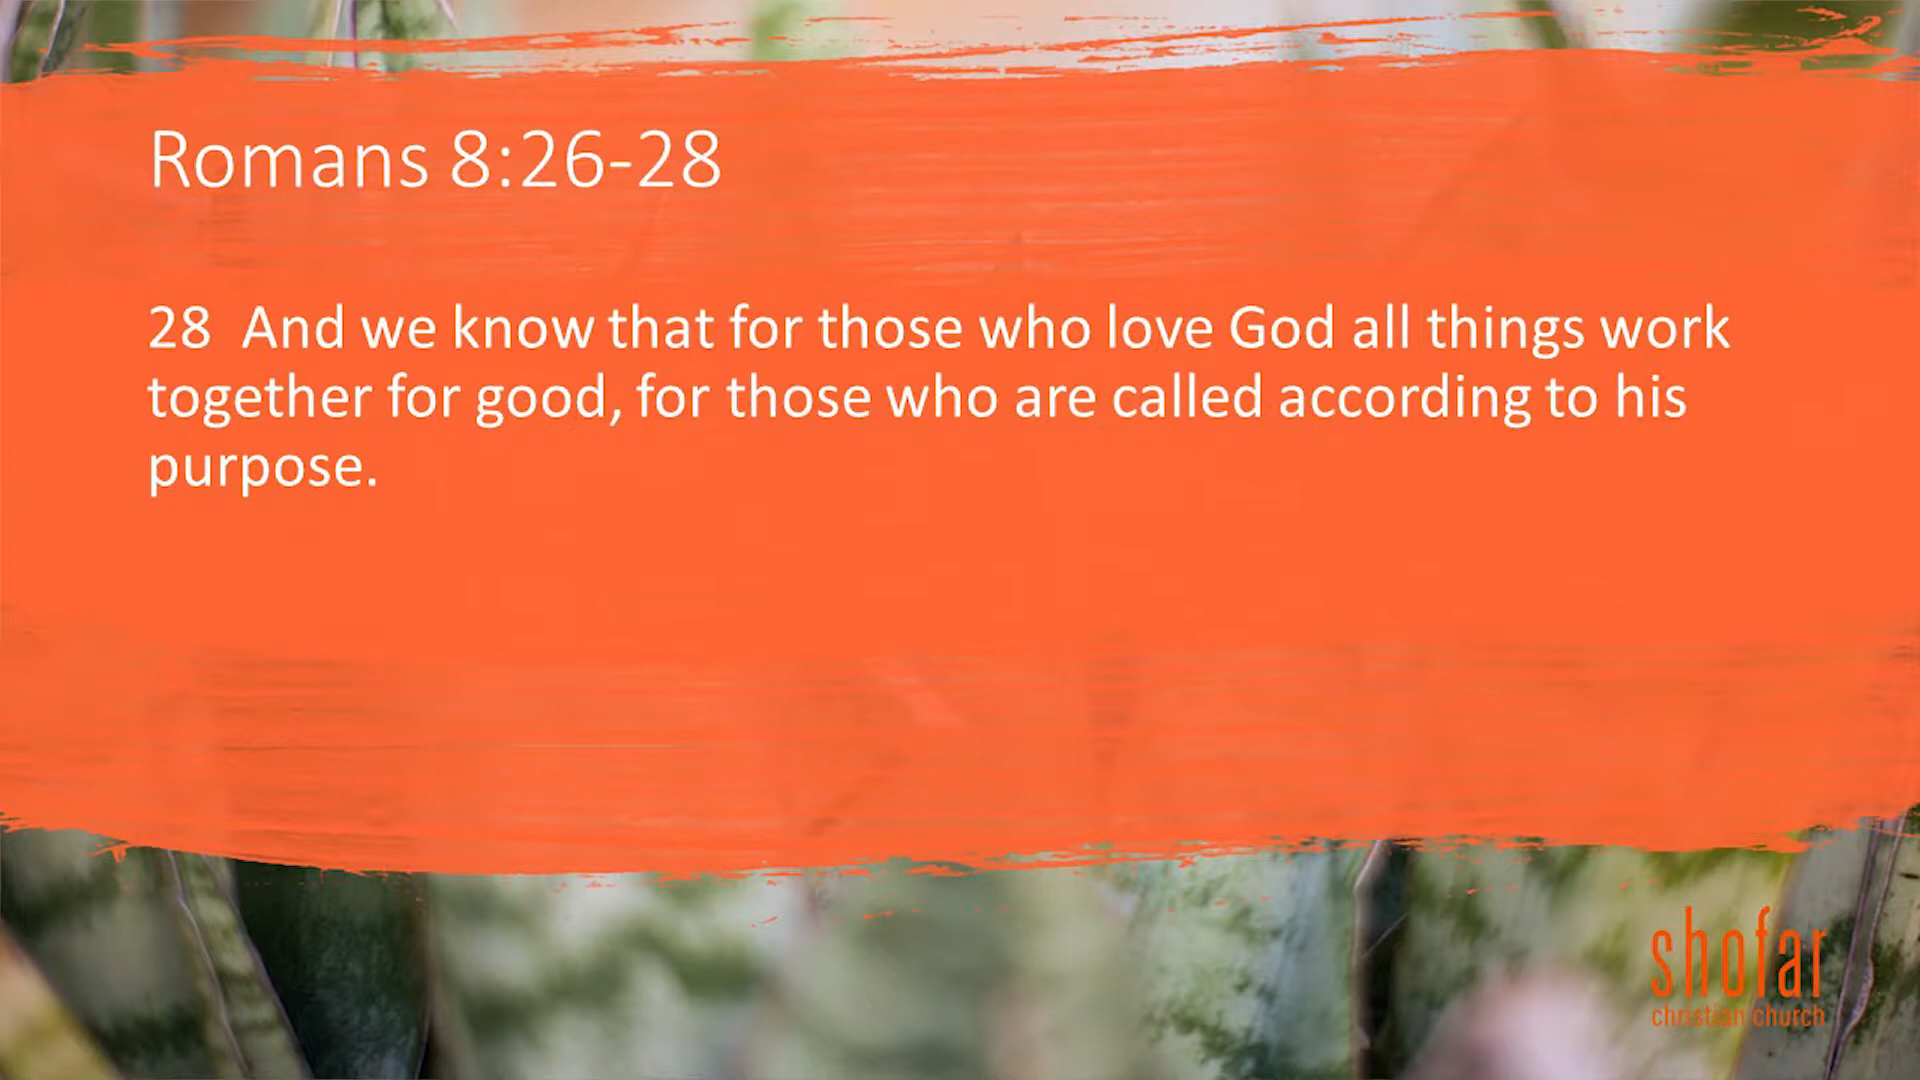 Romans 8:26-28
28  And we know that for those who love God all things work
together for good, for those who are called according to his
purpose.
shofar
christian church